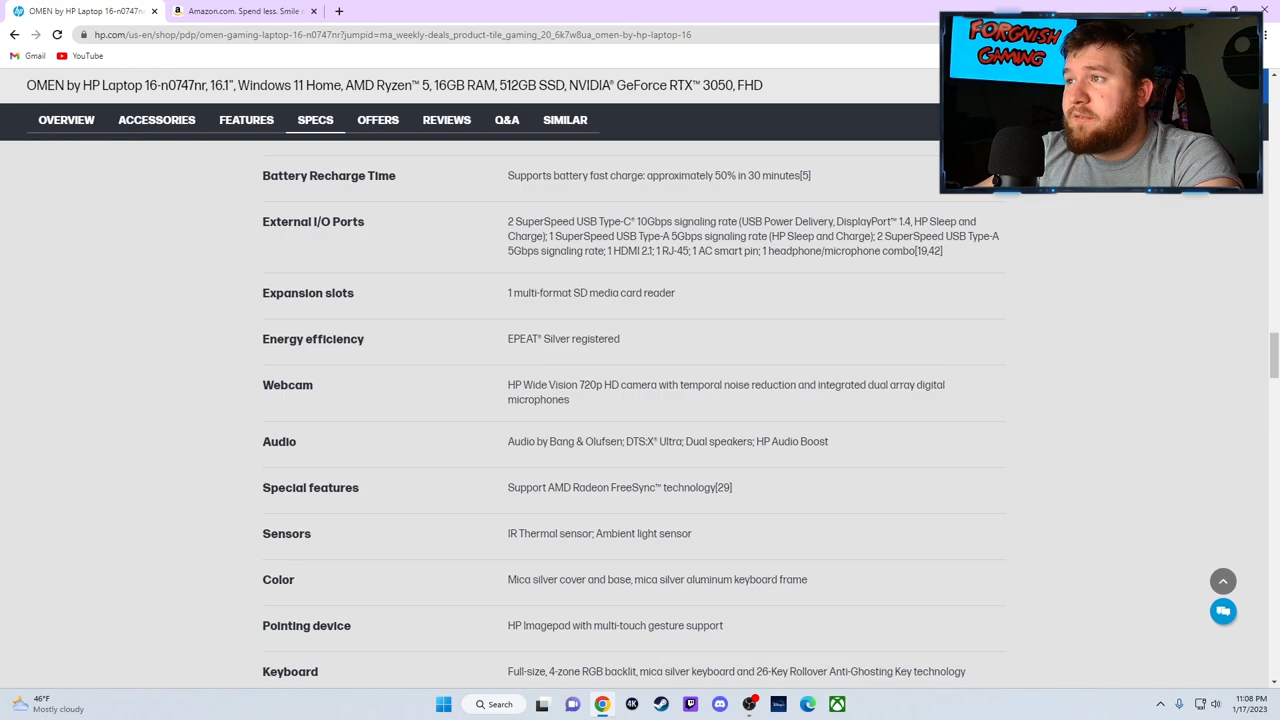 OMEN by HP Laptop 16-n0747nr
Amazon.com. Spend less. Smile
hp.com/us-en/shop/pdp/omen-gaming-
ma_weekly-deals_product-tile_gaming_20_6k7w8ua_omen-by-hp-laptop-16
Gmail
YouTube
FORGNISH
GAMING
OMEN by HP Laptop 16-n0747nr, 16.1", Windows 11 Home, AMD Ryzen™ 5, 16GB RAM, 512GB SSD, NVIDIA® GeForce RTX™ 3050, FHD
OVERVIEW ACCESSORIES FEATURES SPECS OFFERS REVIEWS Q&A SIMILAR
Battery Recharge Time
Supports battery fast charge: approximately 50% in 30 minutes[5]
External I/O Ports
2 SuperSpeed USB Type-C® 10Gbps signaling rate (USB Power Delivery, DisplayPort™ 1.4, HP Sleep and
Charge); 1 SuperSpeed USB Type-A 5Gbps signaling rate (HP Sleep and Charge); 2 SuperSpeed USB Type-A
5Gbps signaling rate; 1 HDMI 2.1; 1 RJ-45; 1 AC smart pin; 1 headphone/microphone combo[19,42]
Expansion slots
1 multi-format SD media card reader
Energy efficiency
EPEAT® Silver registered
Webcam
HP Wide Vision 720p HD camera with temporal noise reduction and integrated dual array digital
microphones
Audio
Audio by Bang & Olufsen; DTS:X® Ultra; Dual speakers; HP Audio Boost
Special features
Support AMD Radeon FreeSync™ technology[29]
Sensors
IR Thermal sensor; Ambient light sensor
Color
Mica silver cover and base, mica silver aluminum keyboard frame
Pointing device
HP Imagepad with multi-touch gesture support
Keyboard
Full-size, 4-zone RGB backlit, mica silver keyboard and 26-Key Rollover Anti-Ghosting Key technology
46°F
Mostly cloudy
Search
11:08 PM
1/17/2023